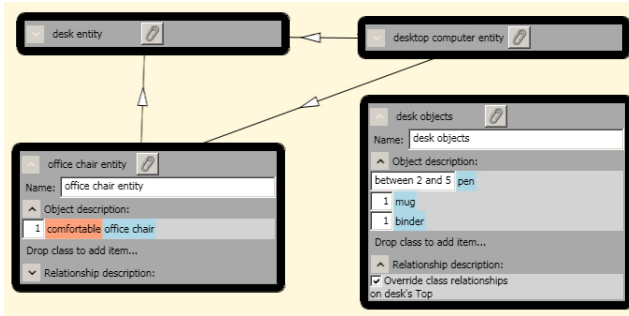 desk entity
desktop computer entity
office chair entity
Name: office chair entity
Object description:
1 comfortable office chair
Drop class to add item...
Relationship description:
desk objects
Name: desk objects
Object description:
between 2 and 5 pen
1 mug
1 binder
Drop class to add item...
Relationship description:
Override class relationships
on desk's Top